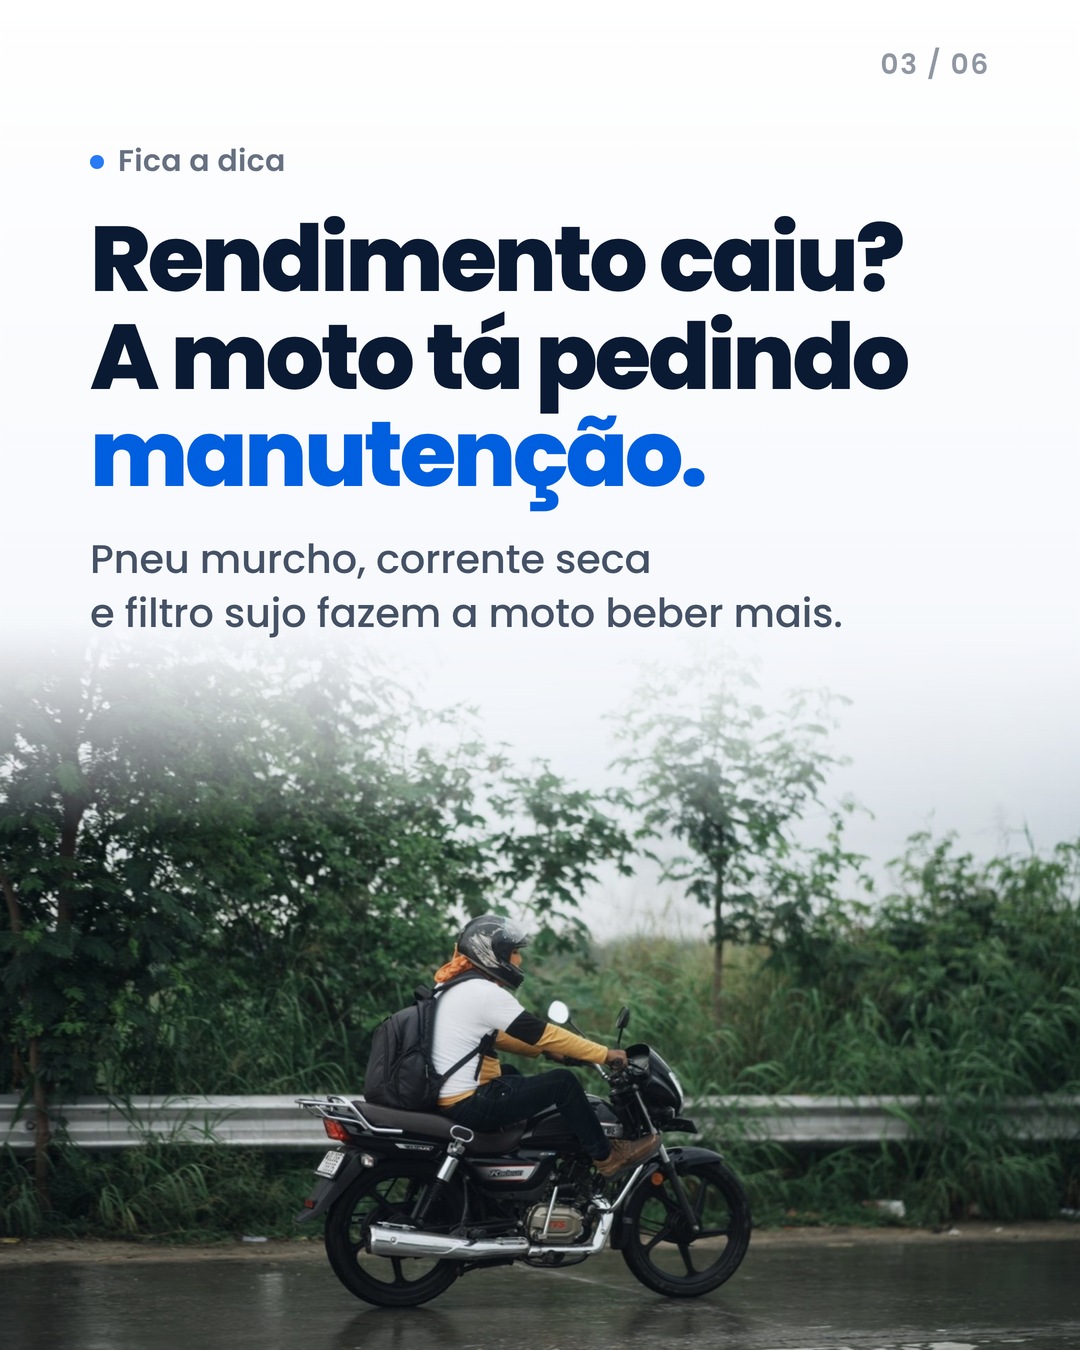 03 / 06
Fica a dica
Rendimento caiu?
A moto tá pedindo
manutenção.
Pneu murcho, corrente seca
e filtro sujo fazem a moto beber mais.